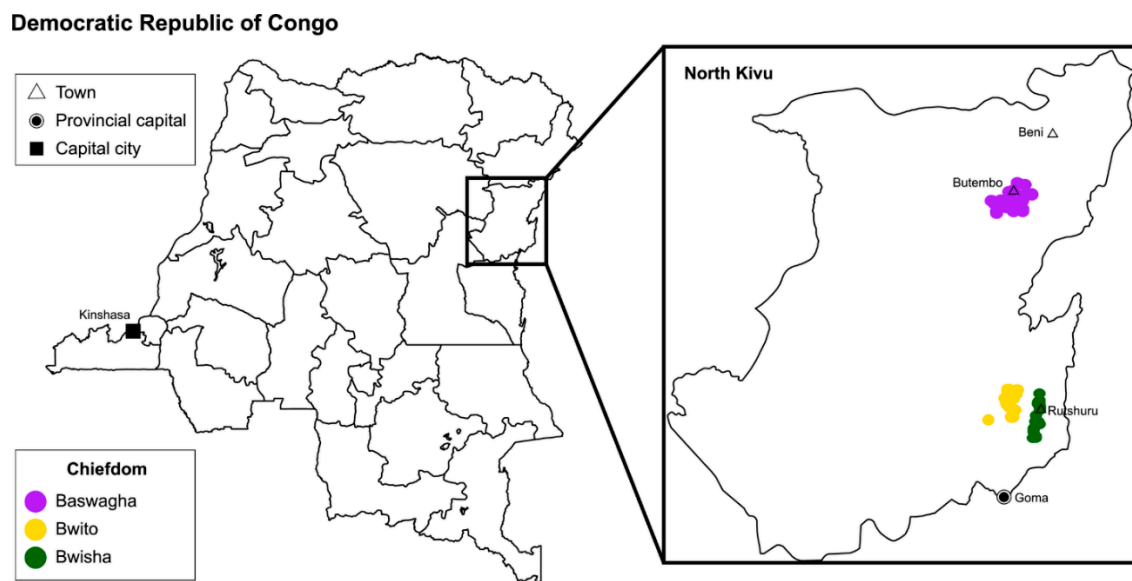 Democratic Republic of Congo
Town
Provincial capital
Capital city
Kinshasa
Chiefdom
Baswagha
Bwito
Bwisha
North Kivu
Beni
Butembo
Rutshuru
Goma